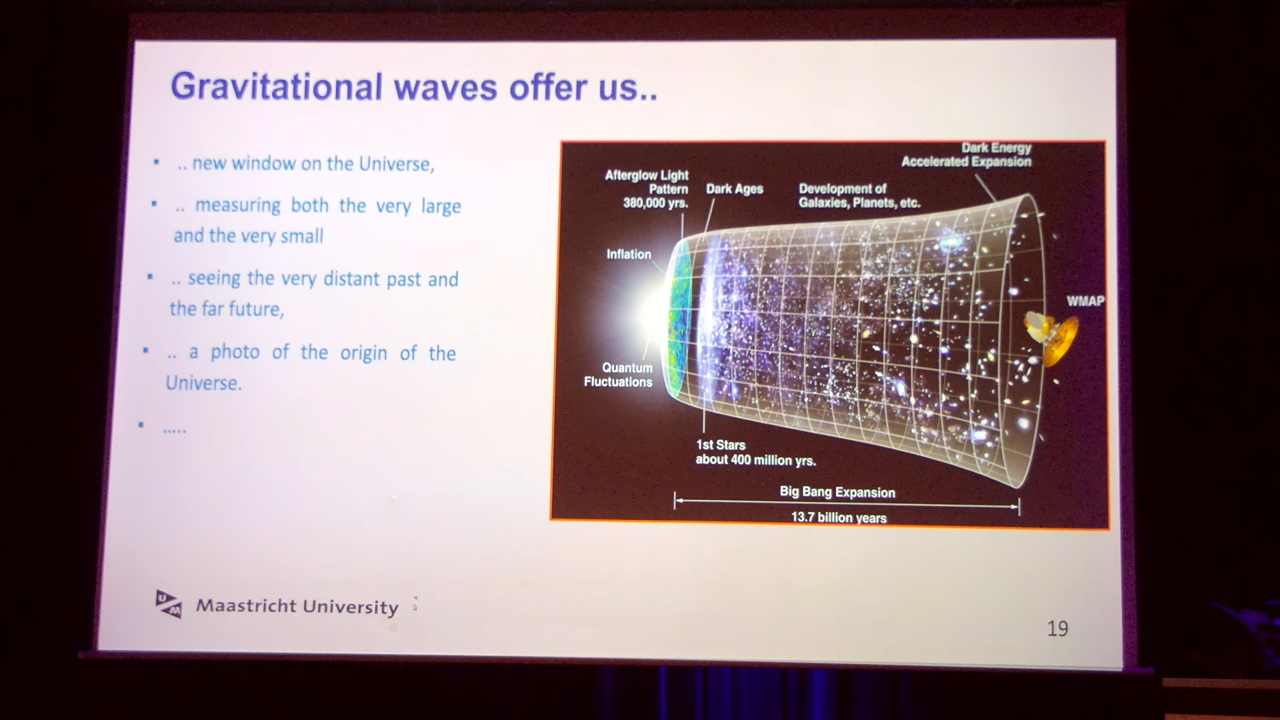 Gravitational waves offer us..
▪ .. new window on the Universe,
▪ .. measuring both the very large
and the very small
▪ .. seeing the very distant past and
the far future,
▪ .. a photo of the origin of the
Universe.
▪ .....
Dark Energy
Accelerated Expansion
Afterglow Light
Pattern
380,000 yrs.
Dark Ages
Development of
Galaxies, Planets, etc.
Inflation
WMAP
Quantum
Fluctuations
1st Stars
about 400 million yrs.
Big Bang Expansion
13.7 billion years
UM
Maastricht University
19